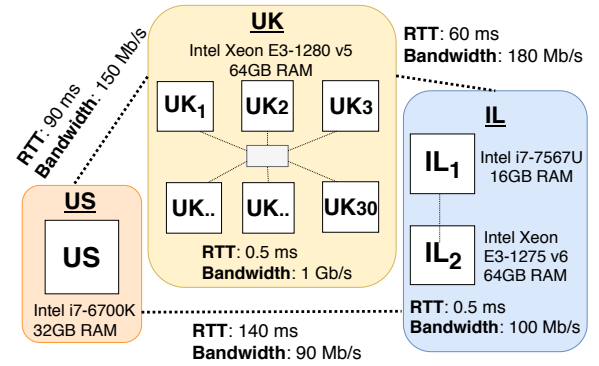 UK
Intel Xeon E3-1280 v5
64GB RAM
UK1
UK2
UK3
UK..
UK..
UK30
RTT: 0.5 ms
Bandwidth: 1 Gb/s
RTT: 90 ms
Bandwidth: 150 Mb/s
RTT: 60 ms
Bandwidth: 180 Mb/s
IL
IL1
Intel i7-7567U
16GB RAM
IL2
Intel Xeon
E3-1275 v6
64GB RAM
RTT: 0.5 ms
Bandwidth: 100 Mb/s
US
US
Intel i7-6700K
32GB RAM
RTT: 140 ms
Bandwidth: 90 Mb/s